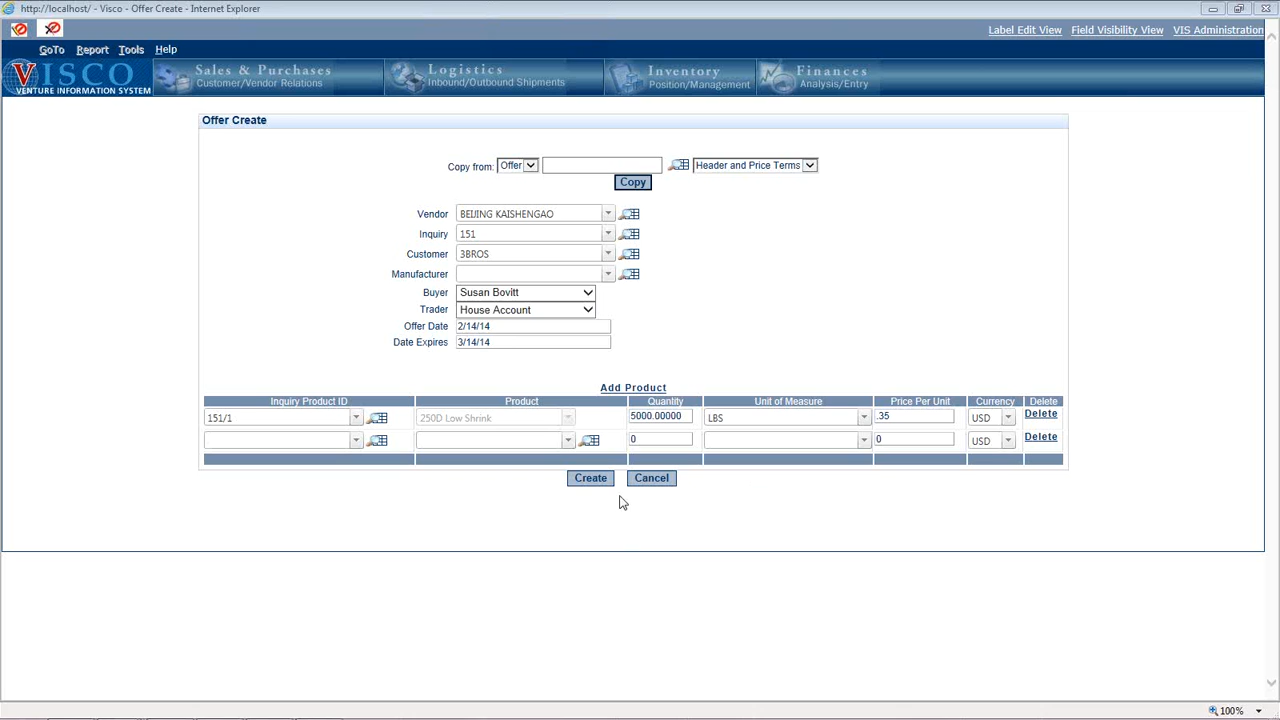 http://localhost/ - Visco - Offer Create - Internet Explorer
Label Edit View Field Visibility View VIS Administration
GoTo Report Tools Help
VISCO
VENTURE INFORMATION SYSTEM
Sales & Purchases
Customer/Vendor Relations
Logistics
Inbound/Outbound Shipments
Inventory
Position/Management
Finances
Analysis/Entry
Offer Create
Copy from: Offer Header and Price Terms
Copy
Vendor BEIJING KAISHENGAO
Inquiry 151
Customer 3BROS
Manufacturer
Buyer Susan Bovitt
Trader House Account
Offer Date 2/14/14
Date Expires 3/14/14
Add Product
Inquiry Product ID Product Quantity Unit of Measure Price Per Unit Currency Delete
151/1 250D Low Shrink 5000.00000 LBS .35 USD Delete
0 0 USD Delete
Create Cancel
100%